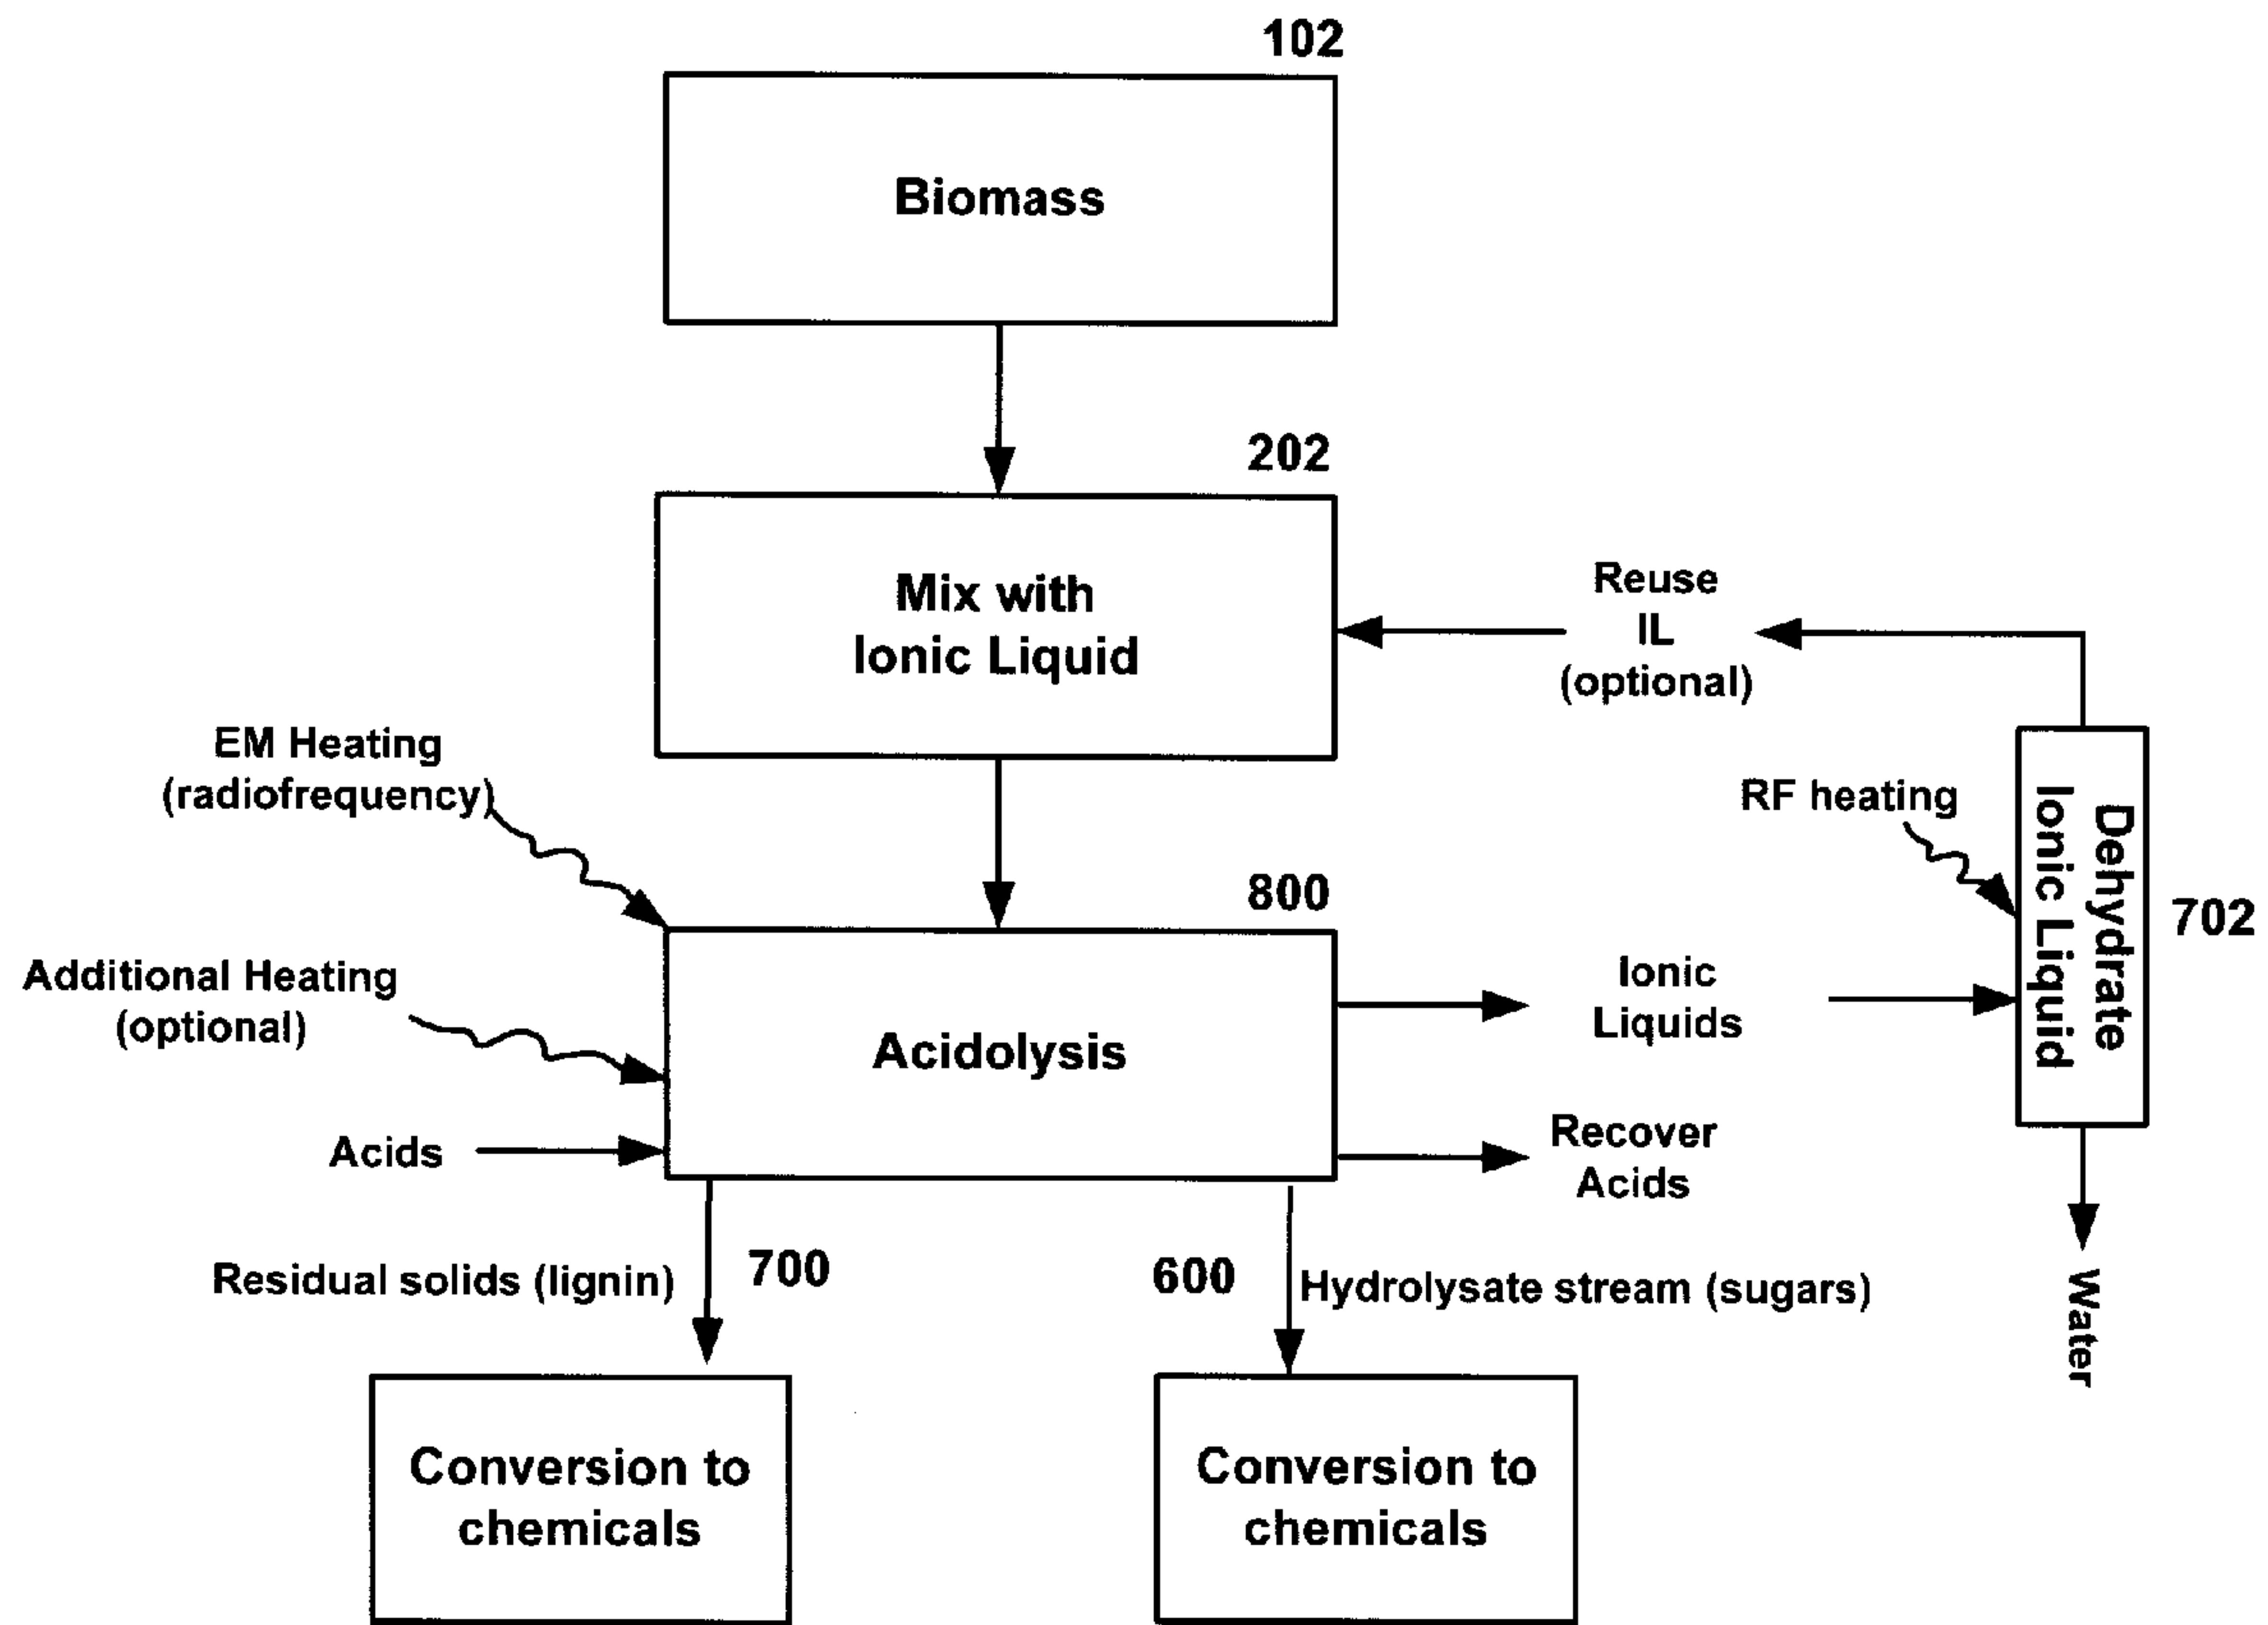 102
Biomass
202
Mix with
Ionic Liquid
Reuse
IL
(optional)
EM Heating
(radiofrequency)
RF heating
Dehydrate
Ionic Liquid
702
800
Additional Heating
(optional)
Acidolysis
Ionic
Liquids
Acids
Recover
Acids
Residual solids (lignin)
700
600
Hydrolysate stream (sugars)
Water
Conversion to
chemicals
Conversion to
chemicals